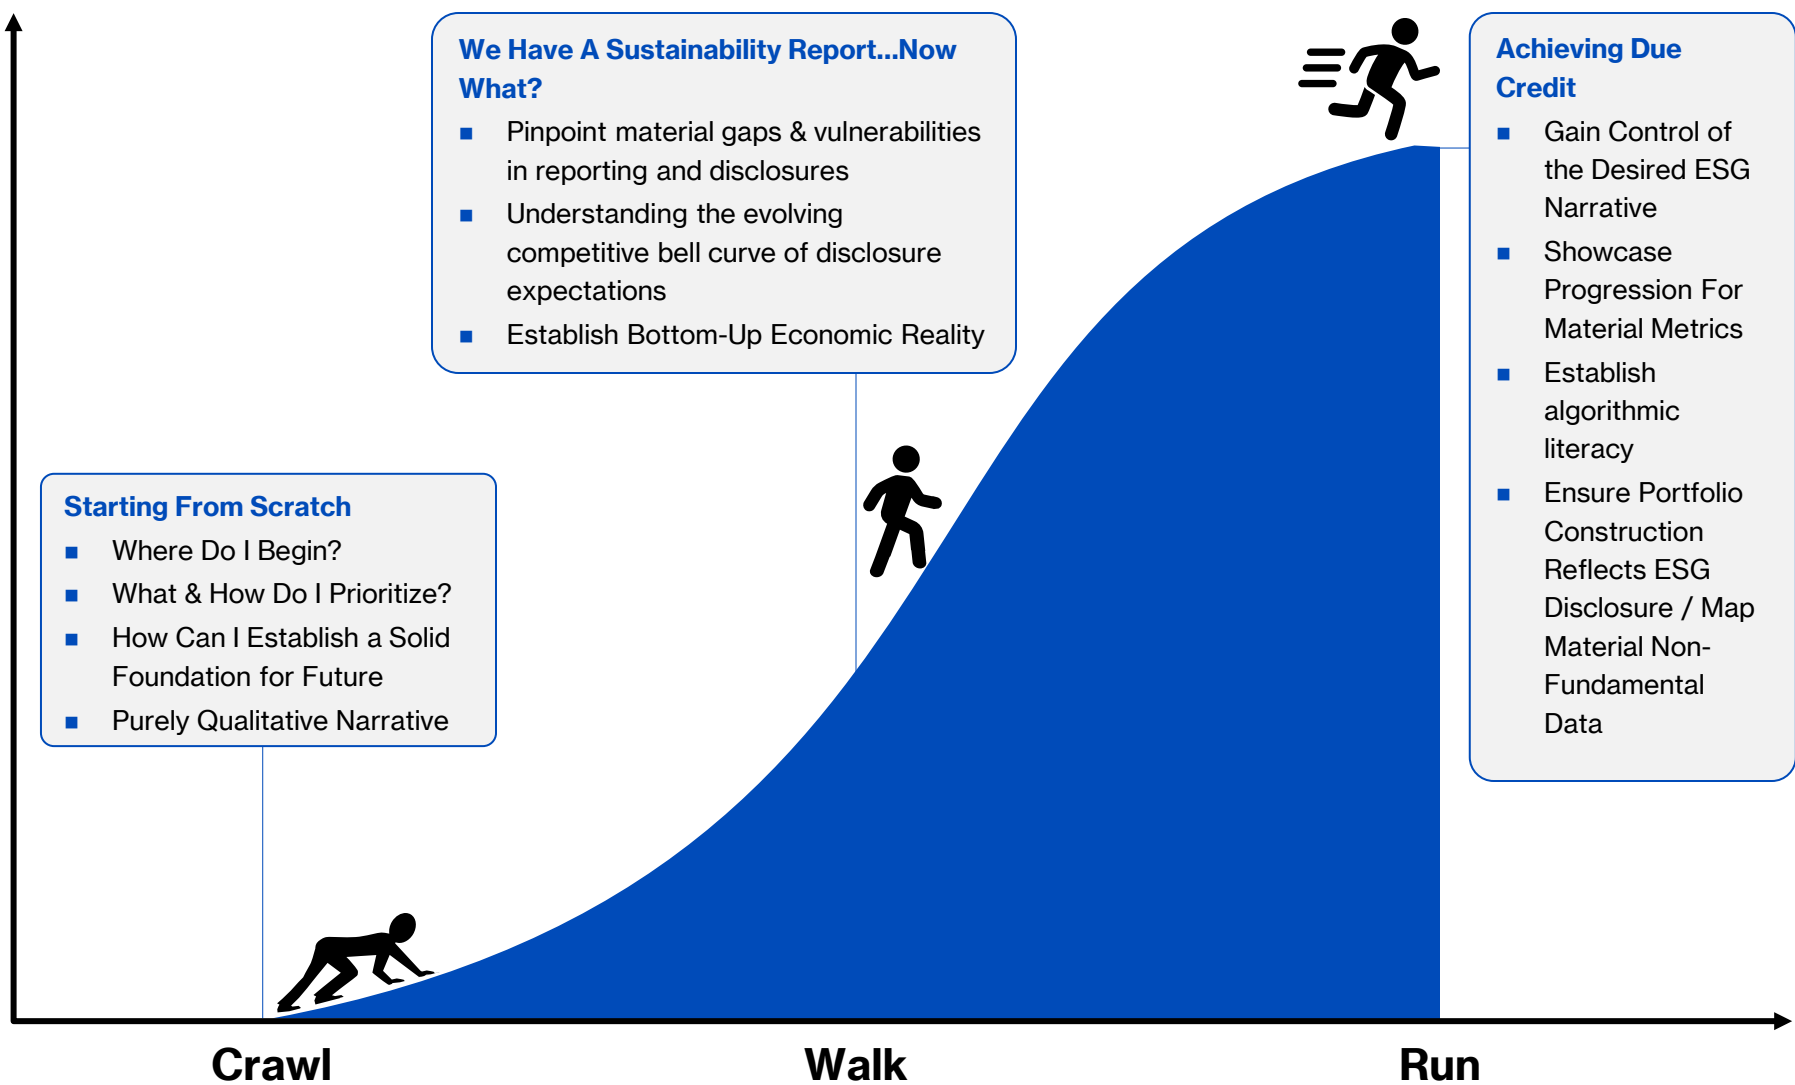 We Have A Sustainability Report...Now
What?
■ Pinpoint material gaps & vulnerabilities
in reporting and disclosures
■ Understanding the evolving
competitive bell curve of disclosure
expectations
■ Establish Bottom-Up Economic Reality
Achieving Due
Credit
■ Gain Control of
the Desired ESG
Narrative
■ Showcase
Progression For
Material Metrics
■ Establish
algorithmic
literacy
■ Ensure Portfolio
Construction
Reflects ESG
Disclosure / Map
Material Non-
Fundamental
Data
Starting From Scratch
■ Where Do I Begin?
■ What & How Do I Prioritize?
■ How Can I Establish a Solid
Foundation for Future
■ Purely Qualitative Narrative
Crawl
Walk
Run